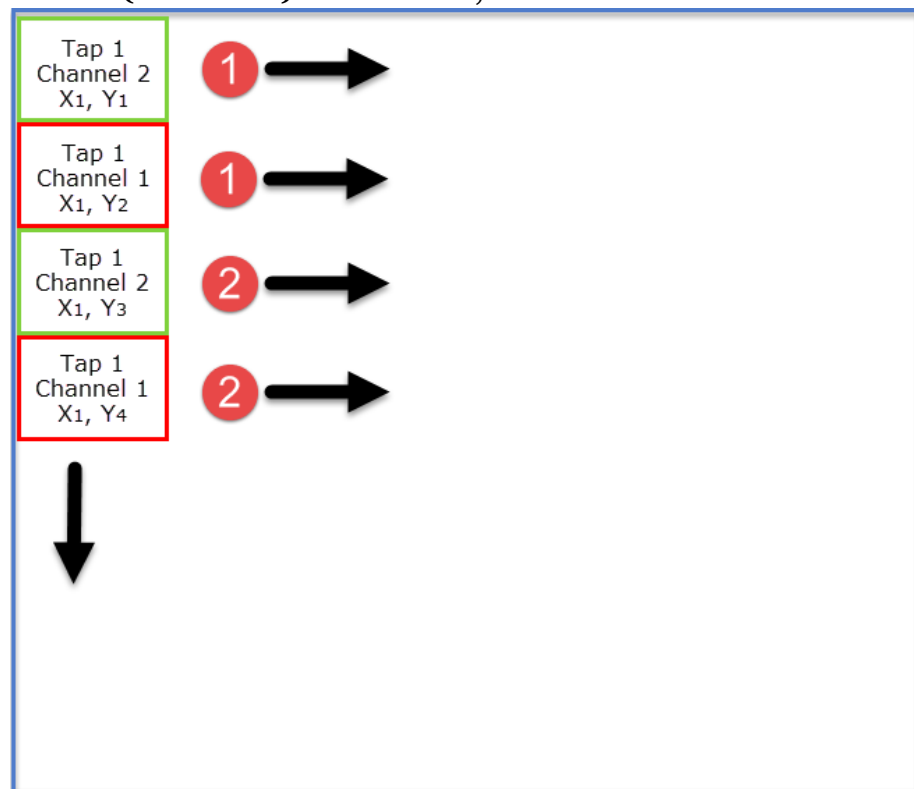 Tap 1
Channel 2
X1, Y1
1
Tap 1
Channel 1
X1, Y2
1
Tap 1
Channel 2
X1, Y3
2
Tap 1
Channel 1
X1, Y4
2